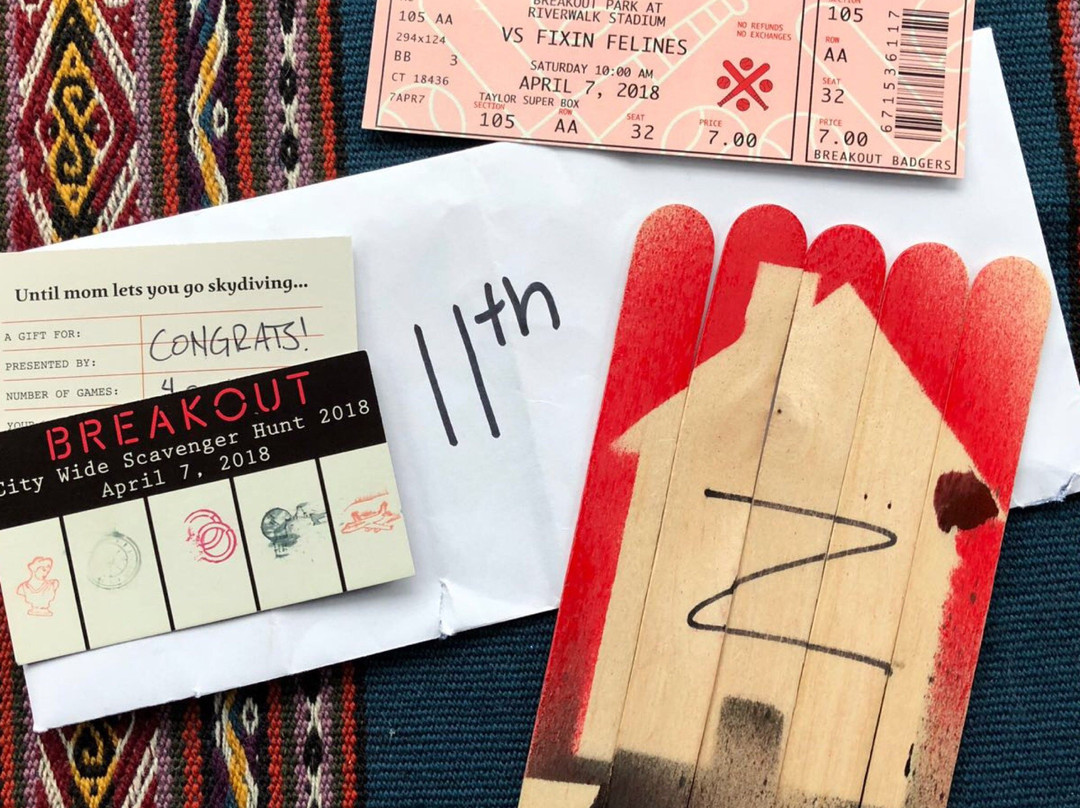 BREAKOUT PARK AT
RIVERWALK STADIUM
VS FIXIN FELINES
SATURDAY 10:00 AM
APRIL 7, 2018
TAYLOR SUPER BOX
105 AA
294x124
BB 3
CT 18436
7APR7
SECTION ROW SEAT PRICE
105 AA 32 7.00
NO REFUNDS
NO EXCHANGES
SECTION
105
ROW
AA
SEAT
32
PRICE
7.00
BREAKOUT BADGERS
6715361117
11th
Until mom lets you go skydiving...
A GIFT FOR:
CONGRATS!
PRESENTED BY:
NUMBER OF GAMES: 4
BREAKOUT
City Wide Scavenger Hunt 2018
April 7, 2018
Z